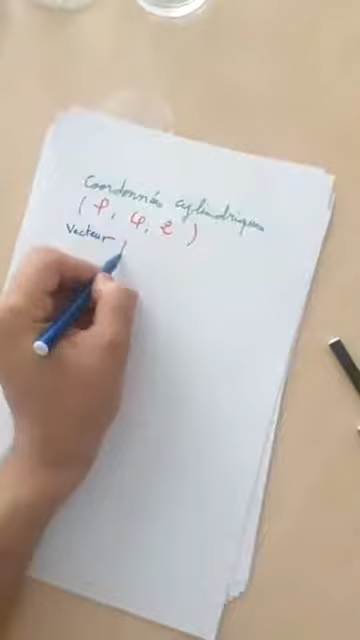 Coordonnées cylindriques
(ρ, φ, z)
Vecteur